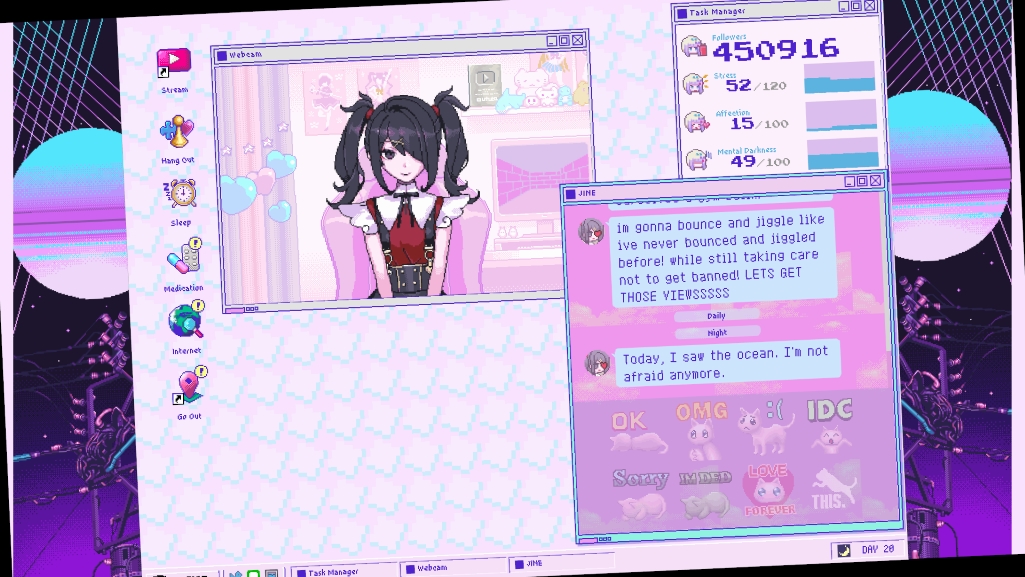 Stream
Hang Out
Sleep
Medication
Internet
Go Out
Webcam
Task Manager
Followers
450916
Stress
52/120
Affection
15/100
Mental Darkness
49/100
JINE
im gonna bounce and jiggle like
ive never bounced and jiggled
before! while still taking care
not to get banned! LETS GET
THOSE VIEWSSSSS
Daily
Night
Today, I saw the ocean. I'm not
afraid anymore.
OK
OMG
:(
IDC
Sorry
IM DED
LOVE
FOREVER
THIS.
Task Manager
Webcam
JINE
DAY 20